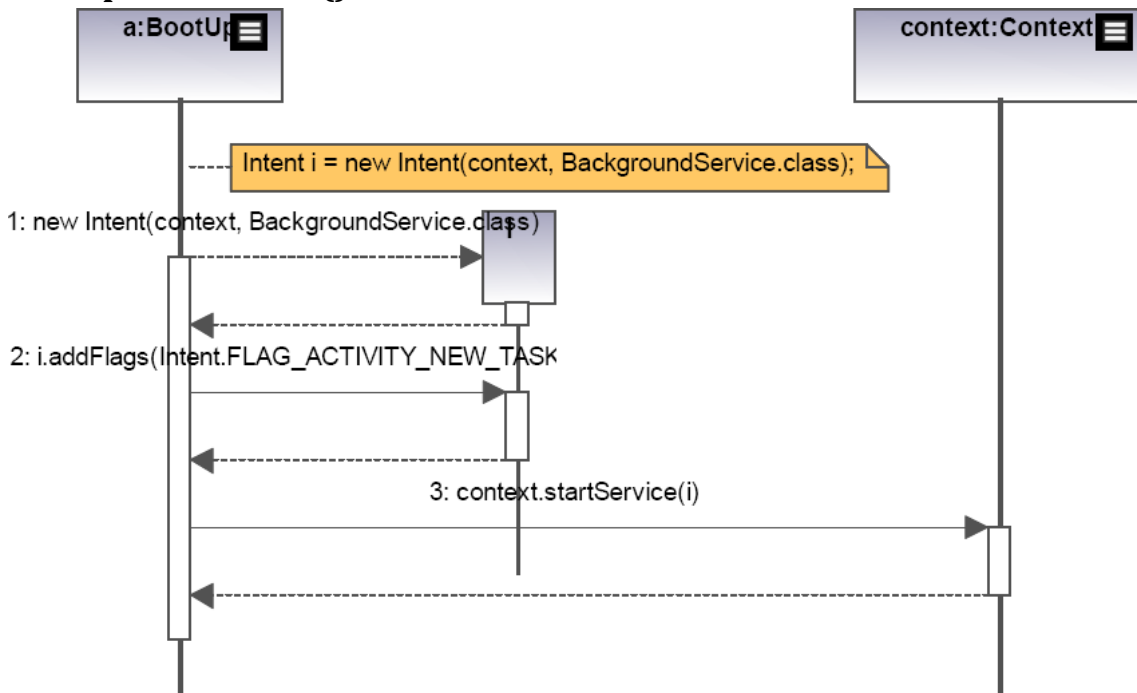 a:BootUp
context:Context
Intent i = new Intent(context, BackgroundService.class);
1: new Intent(context, BackgroundService.class)
2: i.addFlags(Intent.FLAG_ACTIVITY_NEW_TASK
3: context.startService(i)